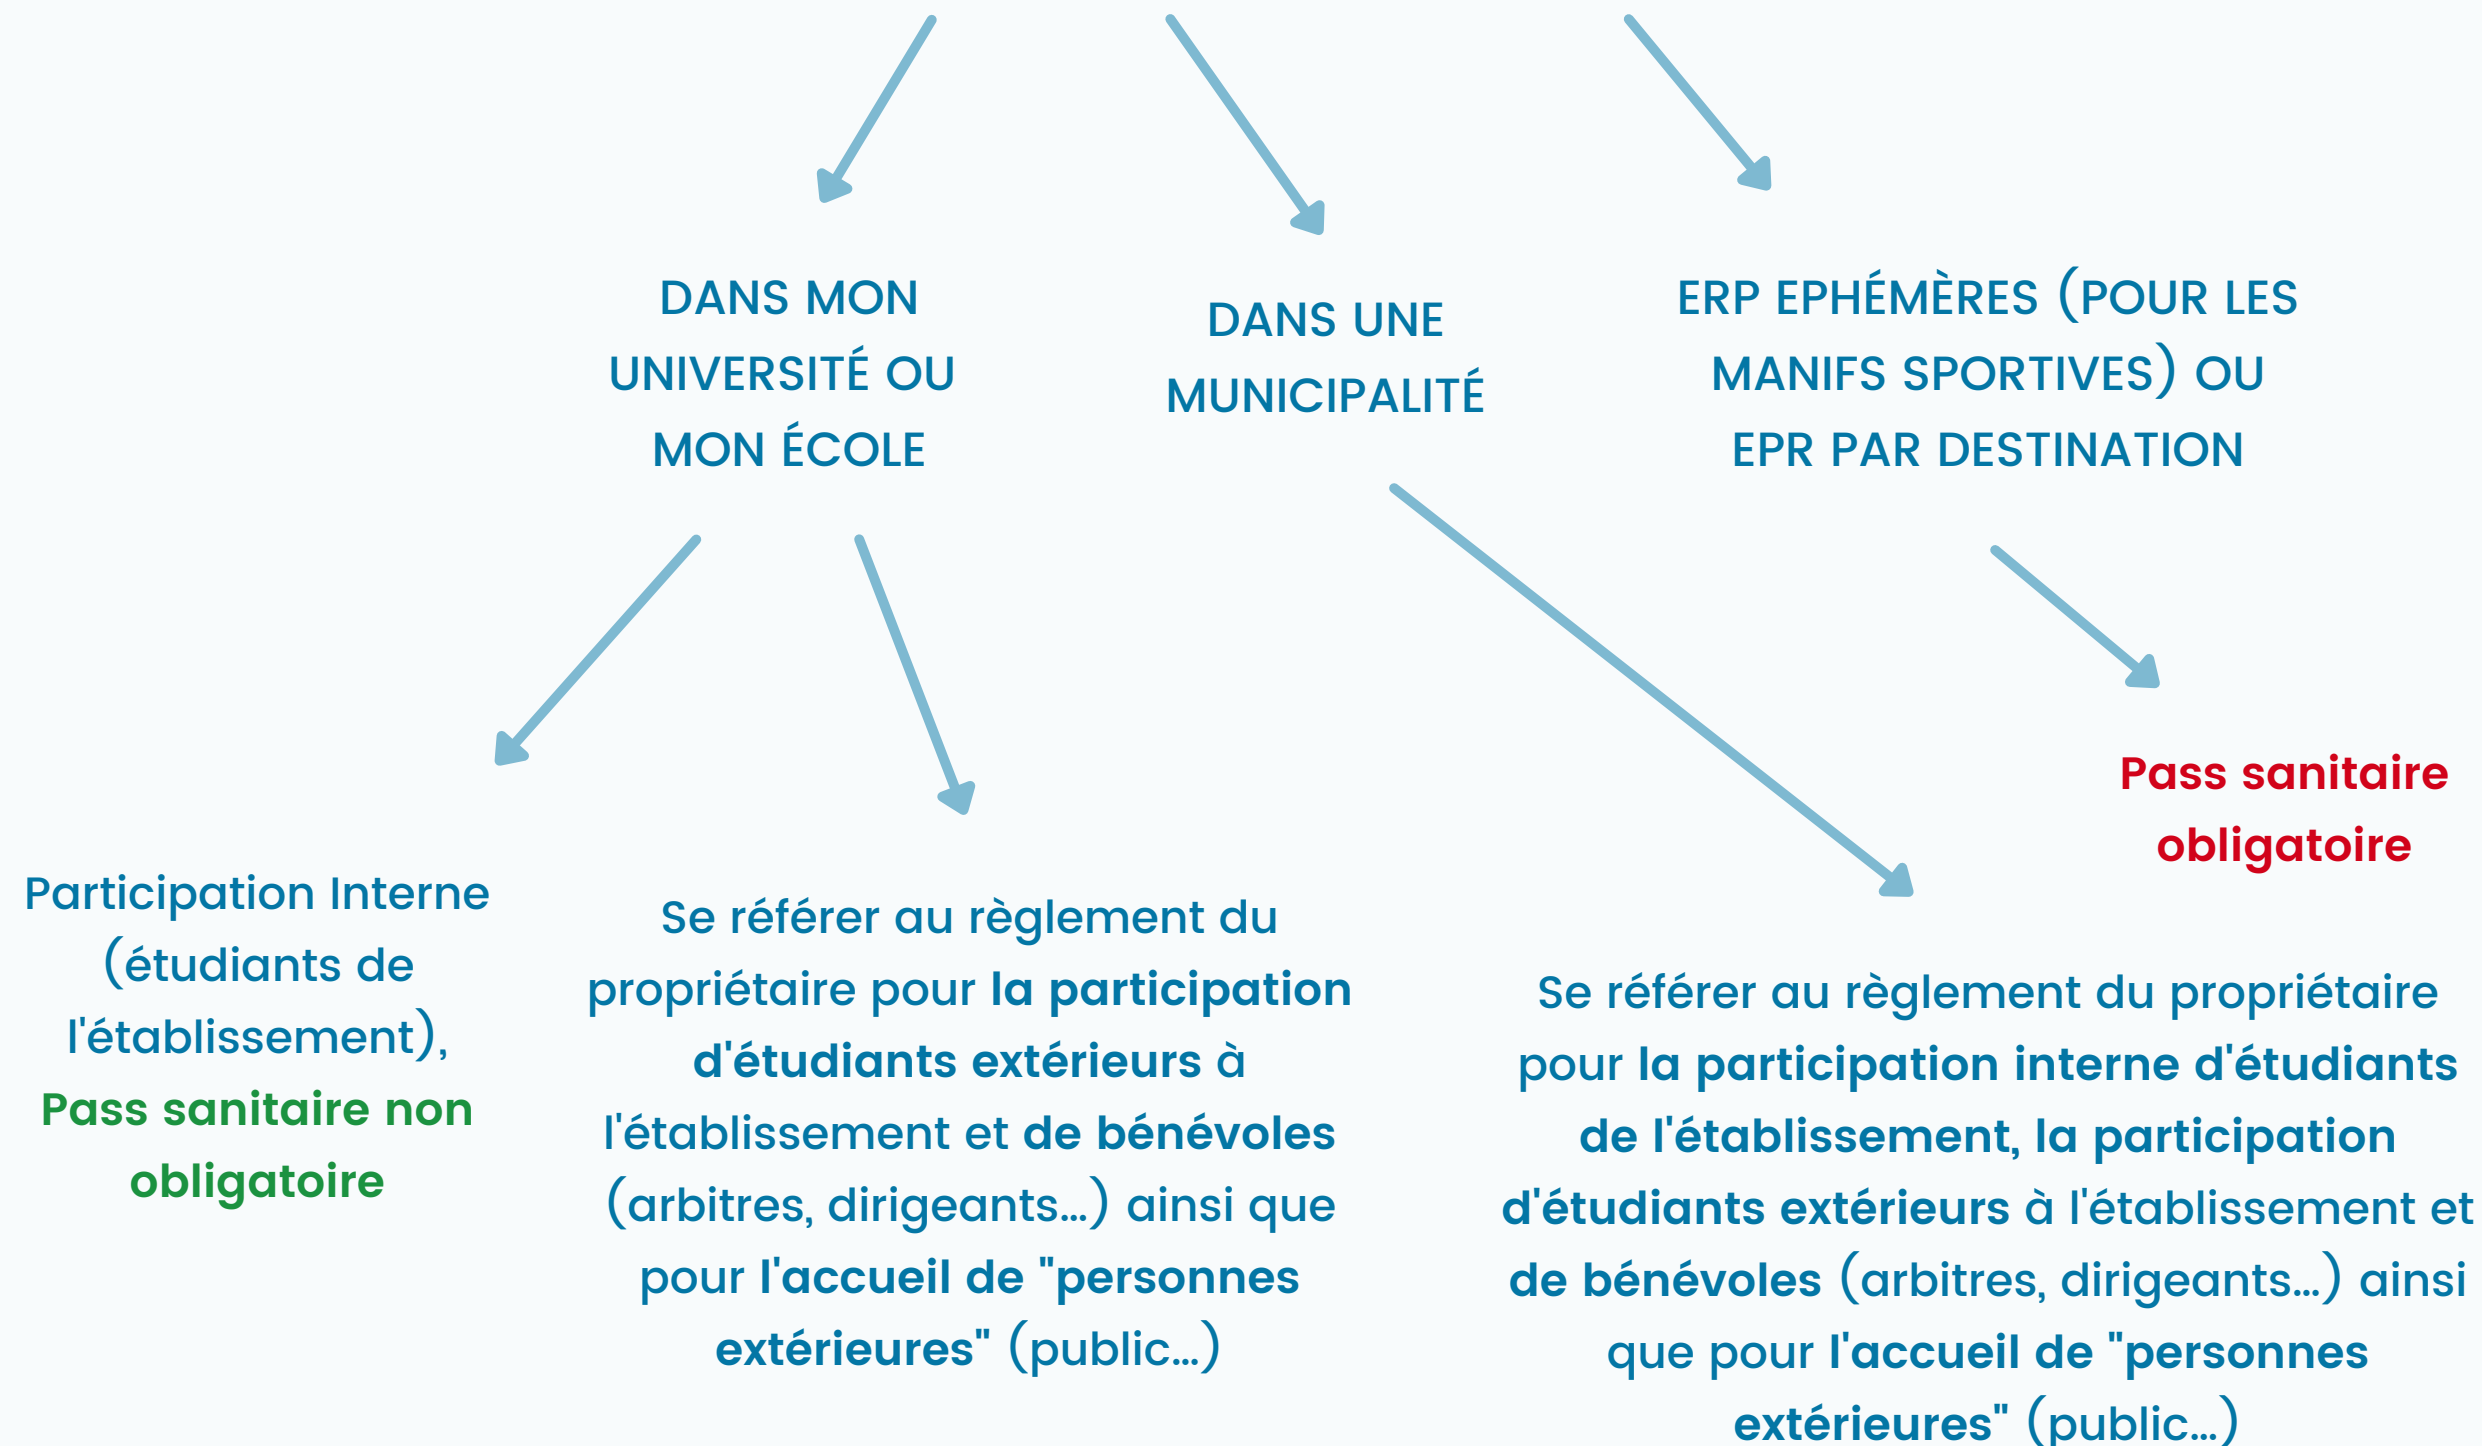 DANS MON
UNIVERSITÉ OU
MON ÉCOLE
DANS UNE
MUNICIPALITÉ
ERP EPHÉMÈRES (POUR LES
MANIFS SPORTIVES) OU
EPR PAR DESTINATION
Pass sanitaire
obligatoire
Participation Interne
(étudiants de
l'établissement),
Pass sanitaire non
obligatoire
Se référer au règlement du
propriétaire pour la participation
d'étudiants extérieurs à
l'établissement et de bénévoles
(arbitres, dirigeants...) ainsi que
pour l'accueil de "personnes
extérieures" (public...)
Se référer au règlement du propriétaire
pour la participation interne d'étudiants
de l'établissement, la participation
d'étudiants extérieurs à l'établissement et
de bénévoles (arbitres, dirigeants...) ainsi
que pour l'accueil de "personnes
extérieures" (public...)